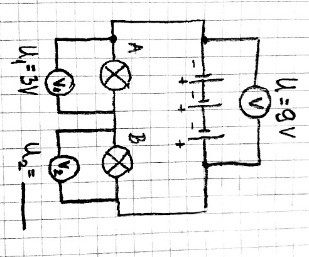 U₁=3V
V₁
A
U₂=
V₂
B
- + - + - +
V
U=9V